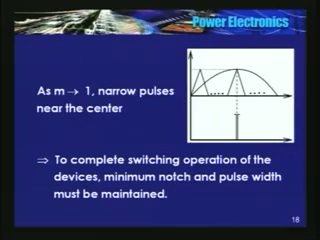 Power Electronics
As m → 1, narrow pulses
near the center
⇒ To complete switching operation of the
devices, minimum notch and pulse width
must be maintained.
18